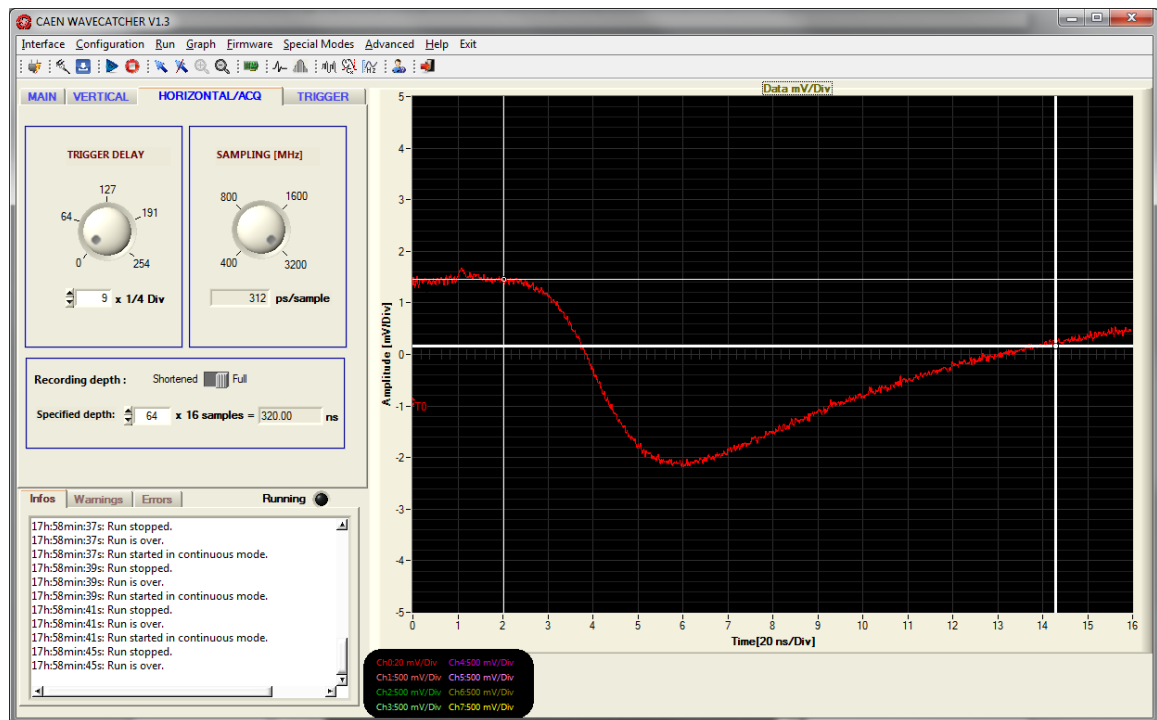 CAEN WAVECATCHER V1.3
Interface Configuration Run Graph Firmware Special Modes Advanced Help Exit
MAIN VERTICAL HORIZONTAL/ACQ TRIGGER
TRIGGER DELAY
127
64 191
0 254
9 x 1/4 Div
SAMPLING [MHz]
800 1600
400 3200
312 ps/sample
Recording depth : Shortened Full
Specified depth: 64 x 16 samples = 320.00 ns
Infos Warnings Errors Running
17h:58min:37s: Run stopped.
17h:58min:37s: Run is over.
17h:58min:37s: Run started in continuous mode.
17h:58min:39s: Run stopped.
17h:58min:39s: Run is over.
17h:58min:39s: Run started in continuous mode.
17h:58min:41s: Run stopped.
17h:58min:41s: Run is over.
17h:58min:41s: Run started in continuous mode.
17h:58min:45s: Run stopped.
17h:58min:45s: Run is over.
Data mV/Div
Amplitude [mV/Div]
5
4
3
2
1
0
-1
-2
-3
-4
-5
T0
0 1 2 3 4 5 6 7 8 9 10 11 12 13 14 15 16
Time[20 ns/Div]
Ch0:20 mV/Div Ch4:500 mV/Div
Ch1:500 mV/Div Ch5:500 mV/Div
Ch2:500 mV/Div Ch6:500 mV/Div
Ch3:500 mV/Div Ch7:500 mV/Div